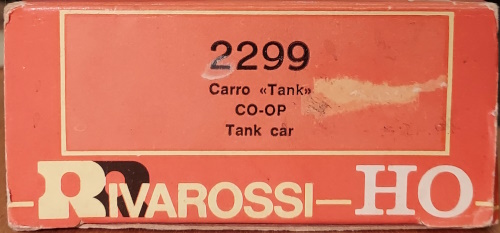 2299
Carro «Tank»
CO-OP
Tank car
RIVAROSSI HO